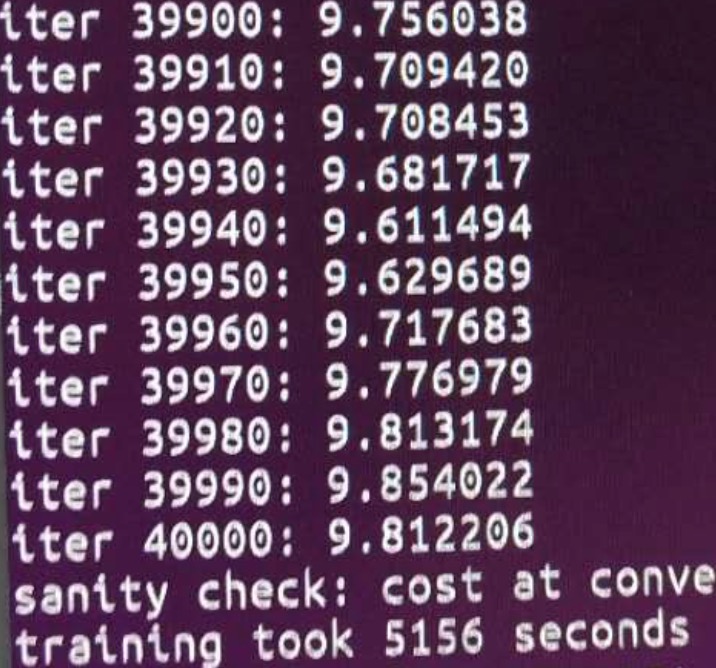 iter 39900: 9.756038
iter 39910: 9.709420
iter 39920: 9.708453
iter 39930: 9.681717
iter 39940: 9.611494
iter 39950: 9.629689
iter 39960: 9.717683
iter 39970: 9.776979
iter 39980: 9.813174
iter 39990: 9.854022
iter 40000: 9.812206
sanity check: cost at conve
training took 5156 seconds